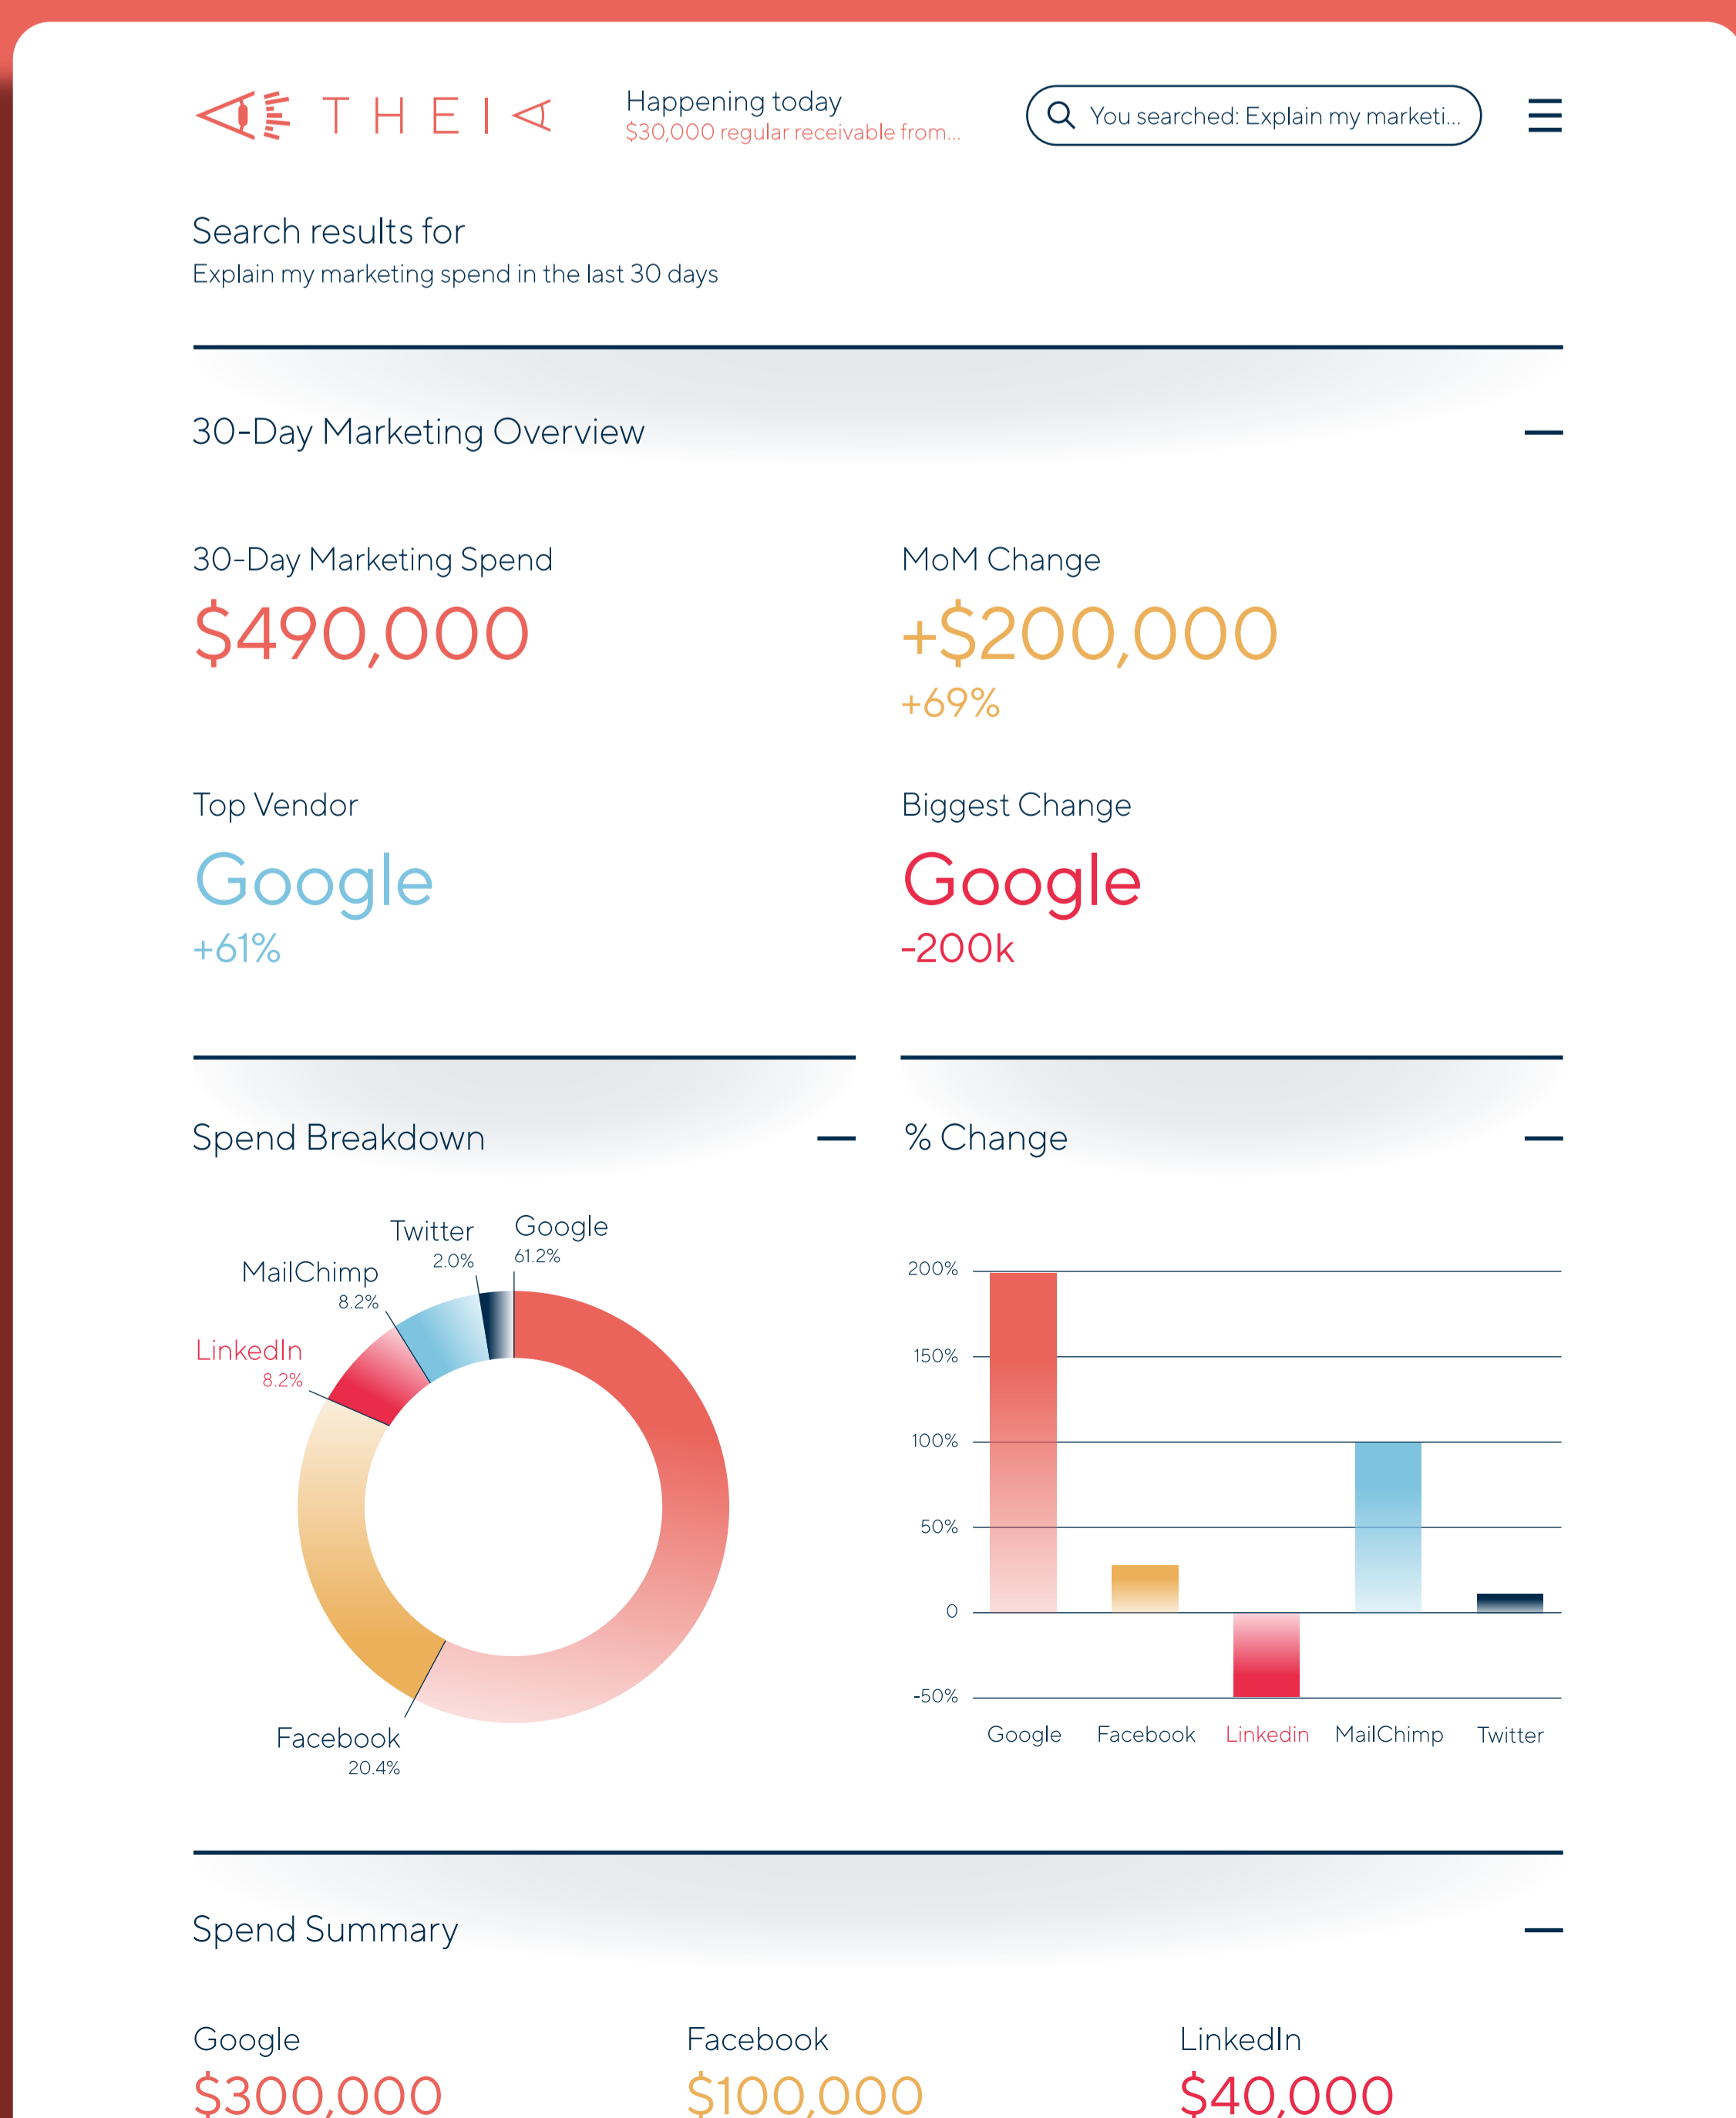 THEIA
Happening today
$30,000 regular receivable from...
You searched: Explain my marketi...
Search results for
Explain my marketing spend in the last 30 days
30-Day Marketing Overview
30-Day Marketing Spend
$490,000
MoM Change
+$200,000
+69%
Top Vendor
Google
+61%
Biggest Change
Google
-200k
Spend Breakdown
Twitter
2.0%
Google
61.2%
MailChimp
8.2%
LinkedIn
8.2%
Facebook
20.4%
% Change
200%
150%
100%
50%
0
-50%
Google Facebook Linkedin MailChimp Twitter
Spend Summary
Google
$300,000
Facebook
$100,000
LinkedIn
$40,000